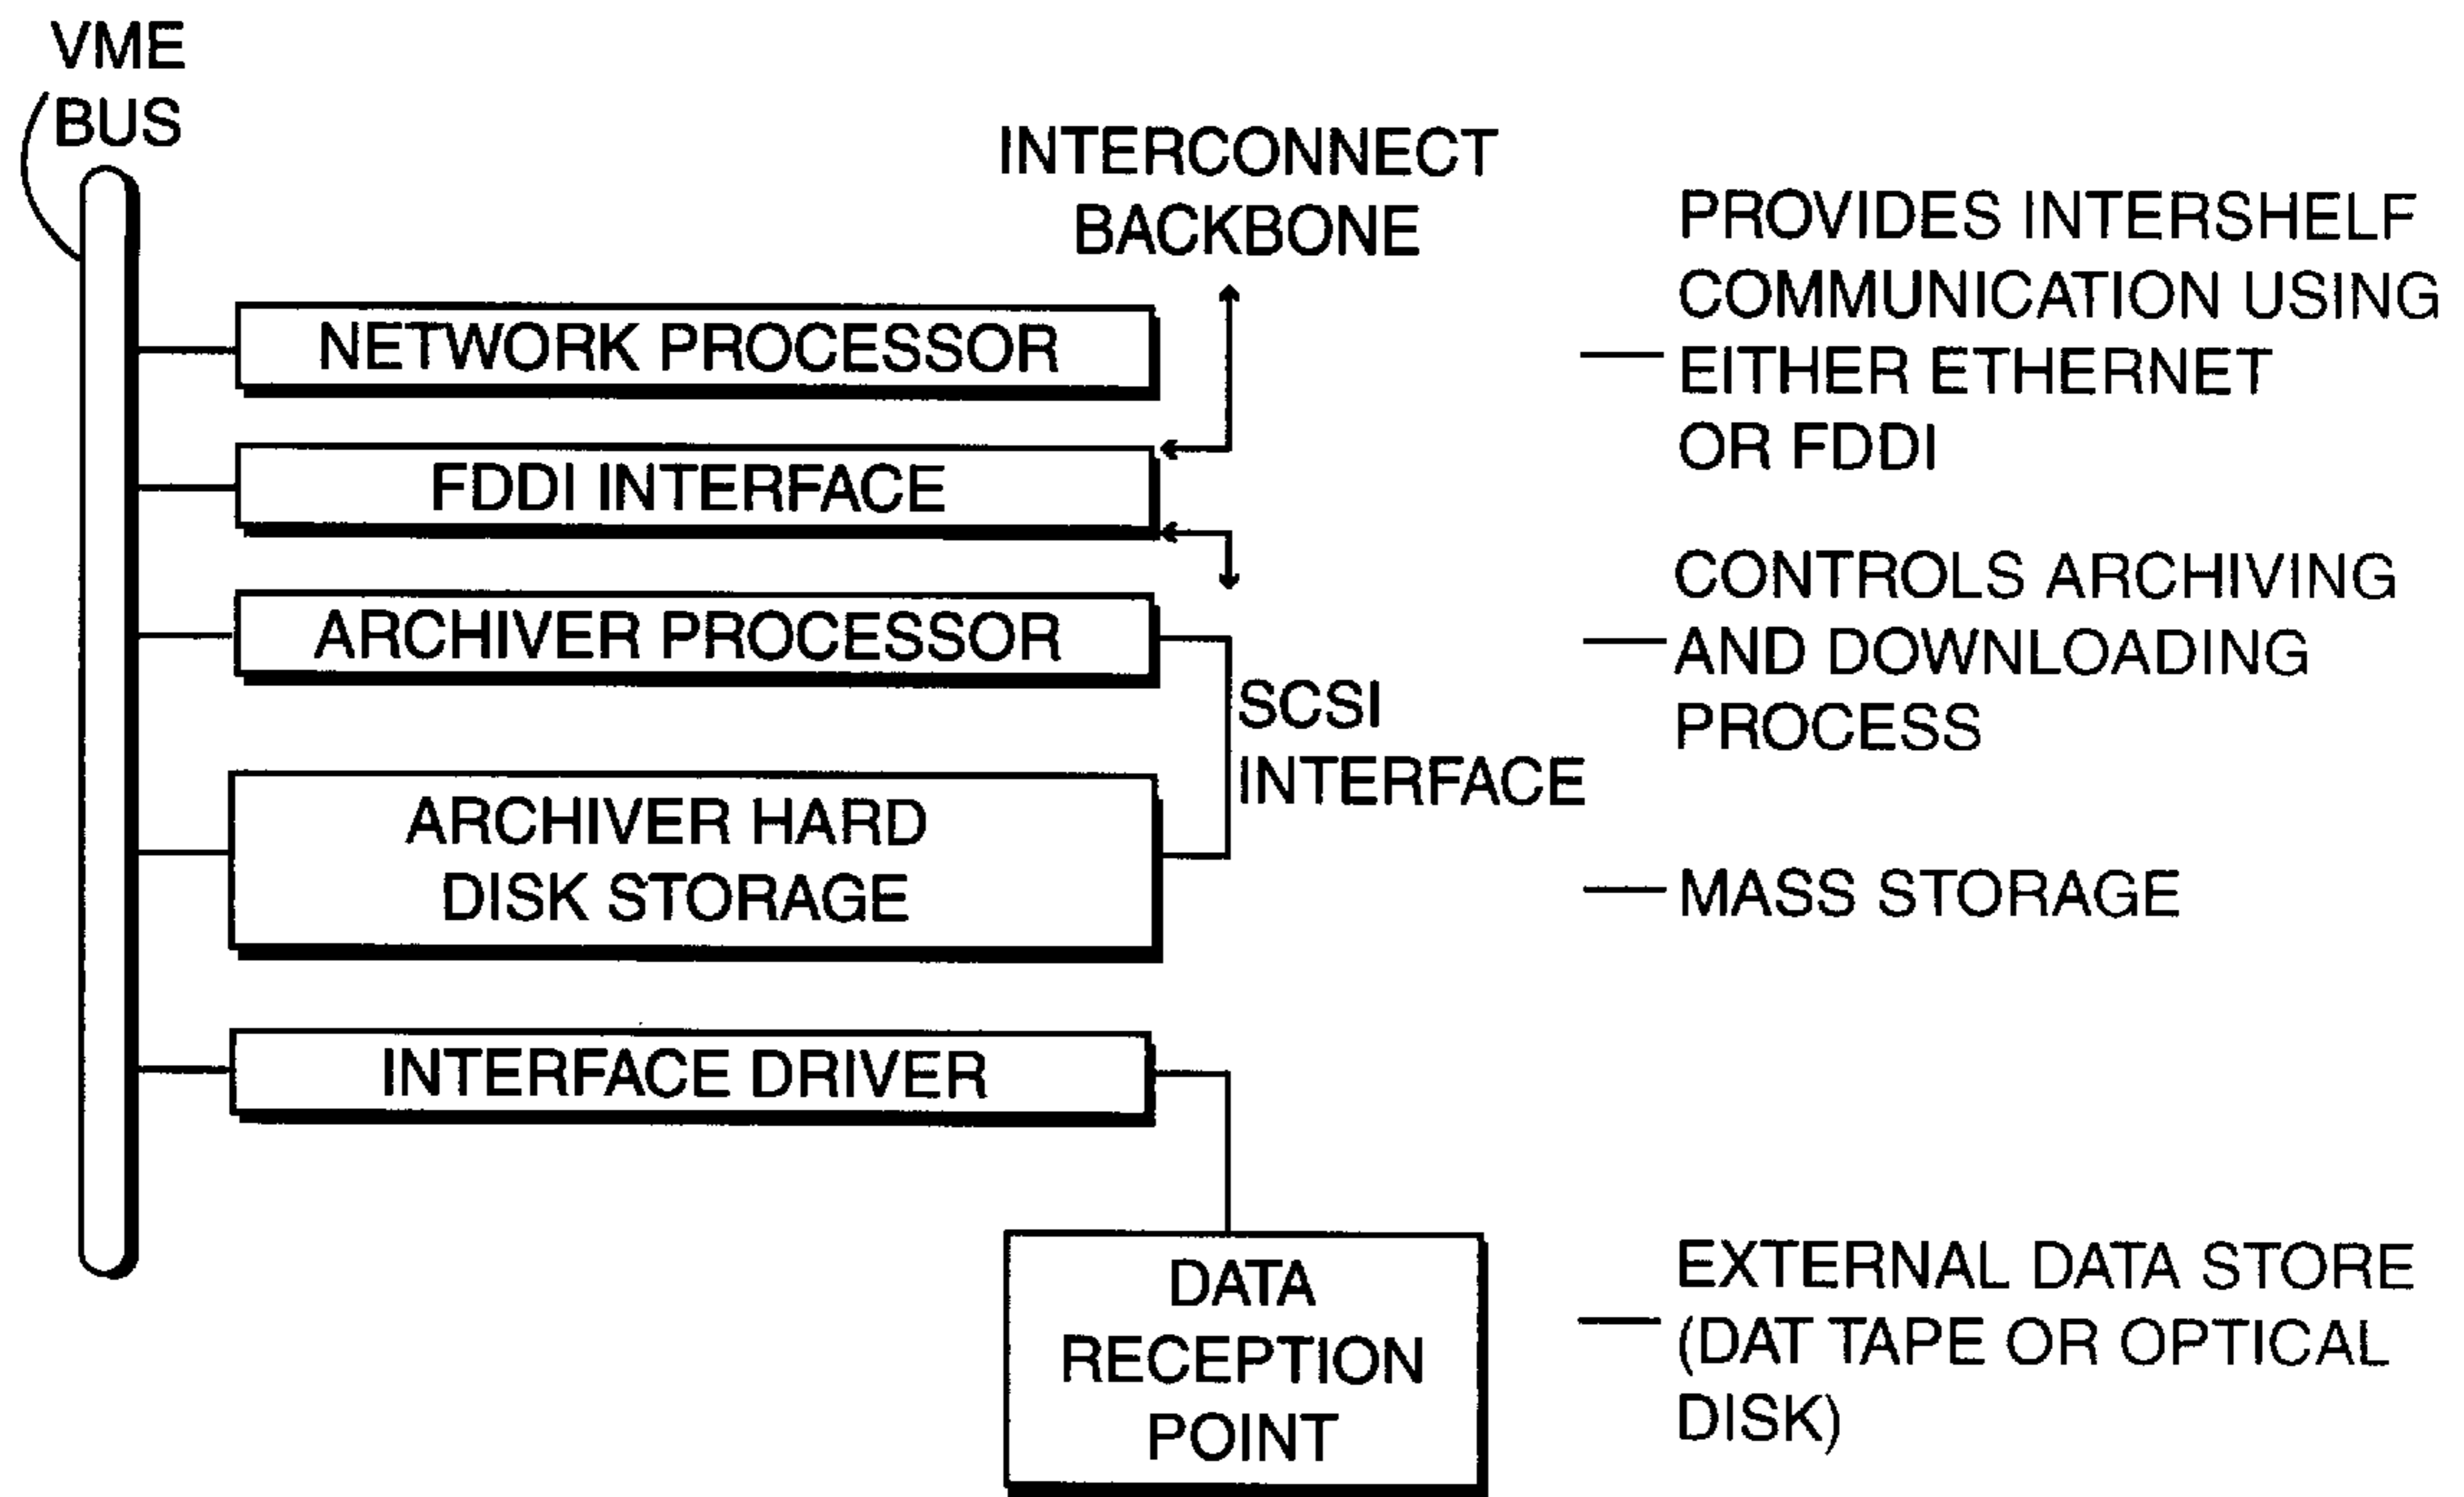 VME
BUS
INTERCONNECT
BACKBONE
NETWORK PROCESSOR
FDDI INTERFACE
ARCHIVER PROCESSOR
SCSI
INTERFACE
ARCHIVER HARD
DISK STORAGE
INTERFACE DRIVER
DATA
RECEPTION
POINT
PROVIDES INTERSHELF
COMMUNICATION USING
EITHER ETHERNET
OR FDDI
CONTROLS ARCHIVING
AND DOWNLOADING
PROCESS
MASS STORAGE
EXTERNAL DATA STORE
(DAT TAPE OR OPTICAL
DISK)